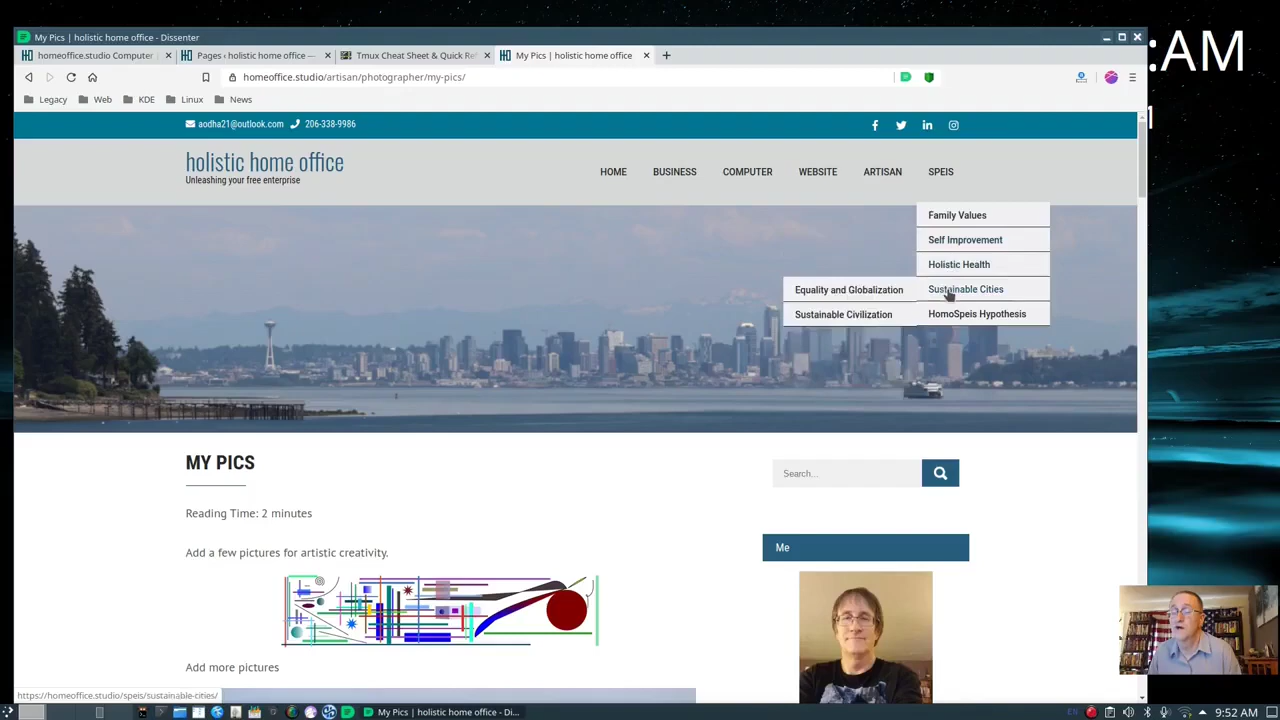 My Pics | holistic home office - Dissenter
:AM
homeoffice.studio Computer
Pages ‹ holistic home office —
Tmux Cheat Sheet & Quick Re
My Pics | holistic home office
homeoffice.studio/artisan/photographer/my-pics/
Legacy
Web
KDE
Linux
News
aodha21@outlook.com
206-338-9986
holistic home office
Unleashing your free enterprise
HOME
BUSINESS
COMPUTER
WEBSITE
ARTISAN
SPEIS
Family Values
Self Improvement
Holistic Health
Equality and Globalization
Sustainable Cities
Sustainable Civilization
HomoSpeis Hypothesis
MY PICS
Search...
Reading Time: 2 minutes
Me
Add a few pictures for artistic creativity.
Add more pictures
https://homeoffice.studio/speis/sustainable-cities/
My Pics | holistic home office - Di...
9:52 AM